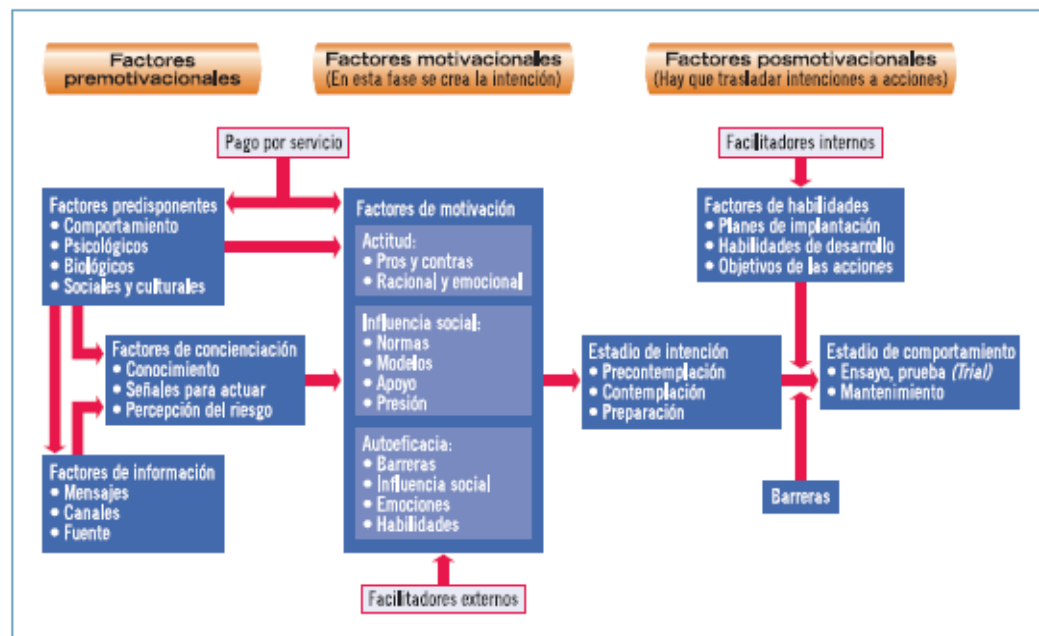 Factores
premotivacionales
Factores motivacionales
(En esta fase se crea la intención)
Factores posmotivacionales
(Hay que trasladar intenciones a acciones)
Pago por servicio
Facilitadores internos
Factores predisponentes
• Comportamiento
• Psicológicos
• Biológicos
• Sociales y culturales
Factores de motivación
Actitud:
• Pros y contras
• Racional y emocional
Influencia social:
• Normas
• Modelos
• Apoyo
• Presión
Autoeficacia:
• Barreras
• Influencia social
• Emociones
• Habilidades
Factores de habilidades
• Planes de implantación
• Habilidades de desarrollo
• Objetivos de las acciones
Factores de concienciación
• Conocimiento
• Señales para actuar
• Percepción del riesgo
Estadio de intención
• Precontemplación
• Contemplación
• Preparación
Estadio de comportamiento
• Ensayo, prueba (Trial)
• Mantenimiento
Factores de información
• Mensajes
• Canales
• Fuente
Barreras
Facilitadores externos